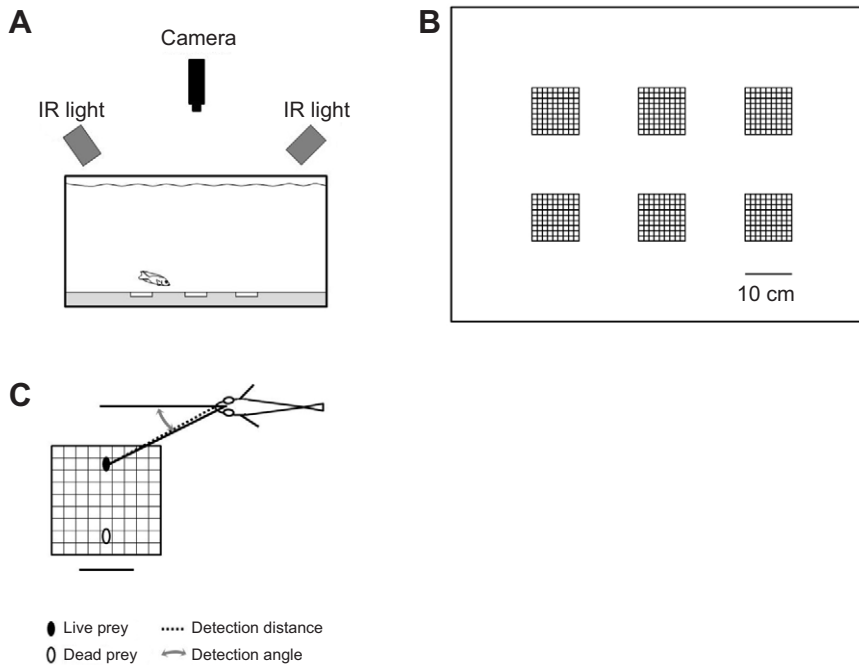 A
Camera
IR light
IR light
B
10 cm
C
Live prey
Detection distance
Dead prey
Detection angle